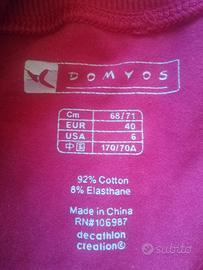 DOMYOS
Cm 68/71
EUR 40
USA 6
中国 170/70A
92% Cotton
8% Elasthane
Made in China
RN#106987
decathlon
creation®
subito